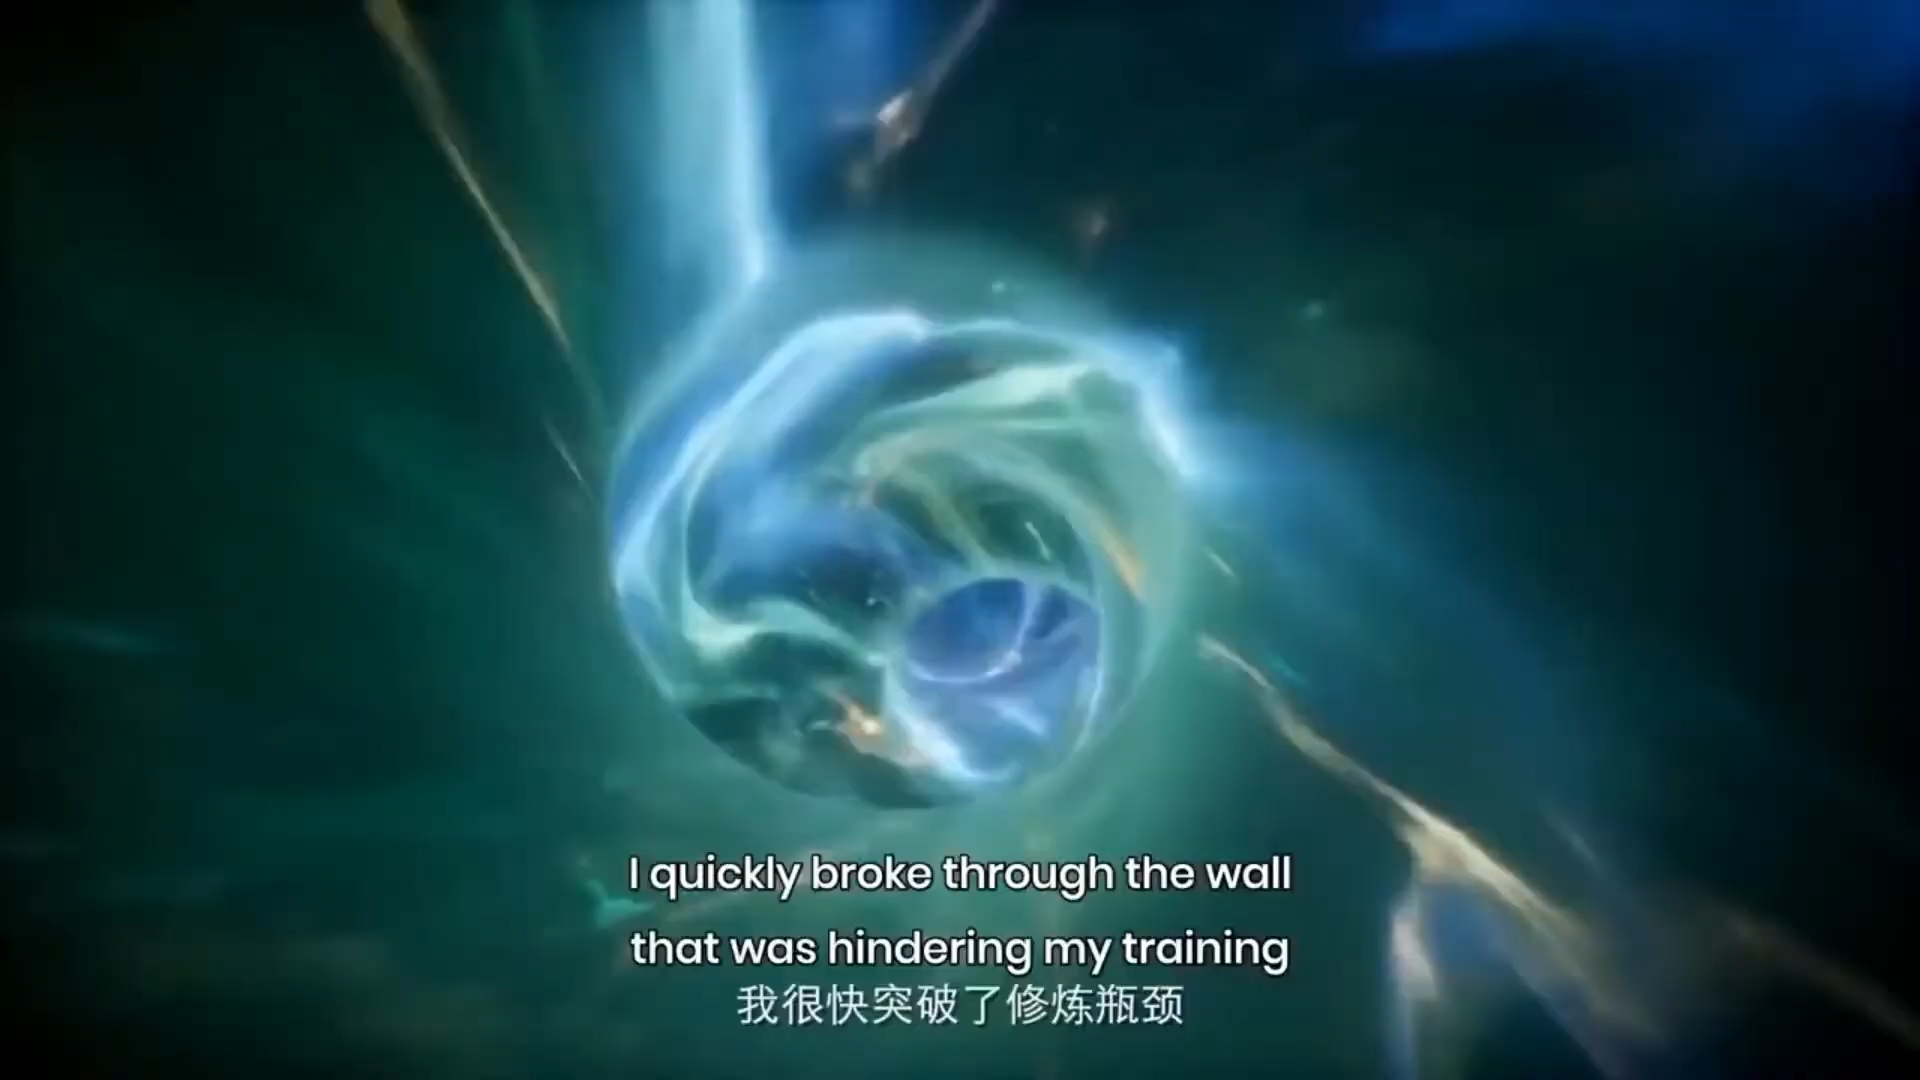 I quickly broke through the wall
that was hindering my training
我很快突破了修炼瓶颈